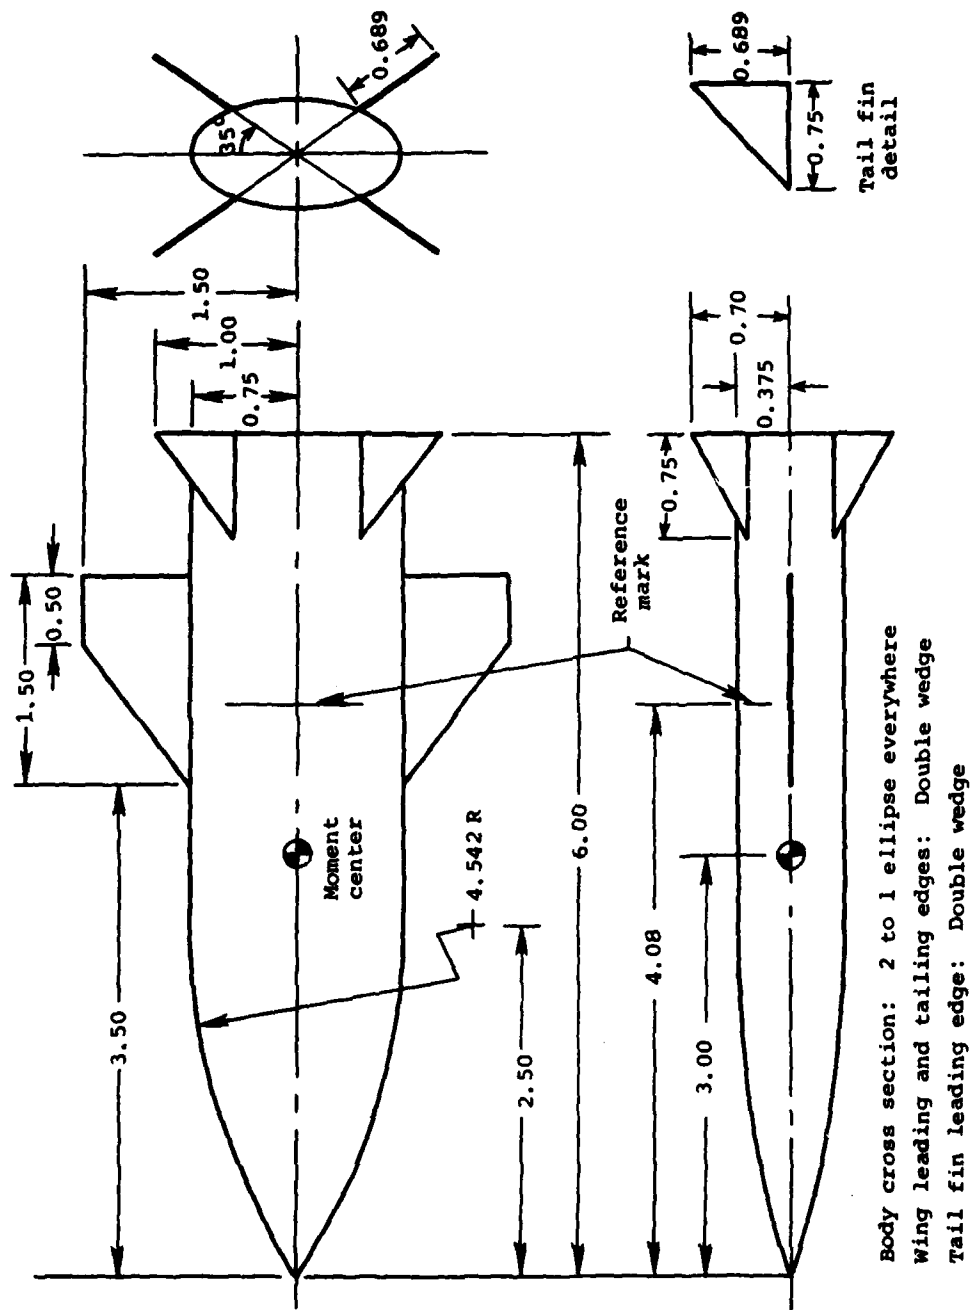 35°
0.689
0.689
0.75
Tail fin
detail
1.50
1.00
0.75
0.70
0.375
0.75
0.50
1.50
Reference
mark
3.50
Moment
center
4.542 R
6.00
4.08
2.50
3.00
Body cross section: 2 to 1 ellipse everywhere
Wing leading and tailing edges: Double wedge
Tail fin leading edge: Double wedge